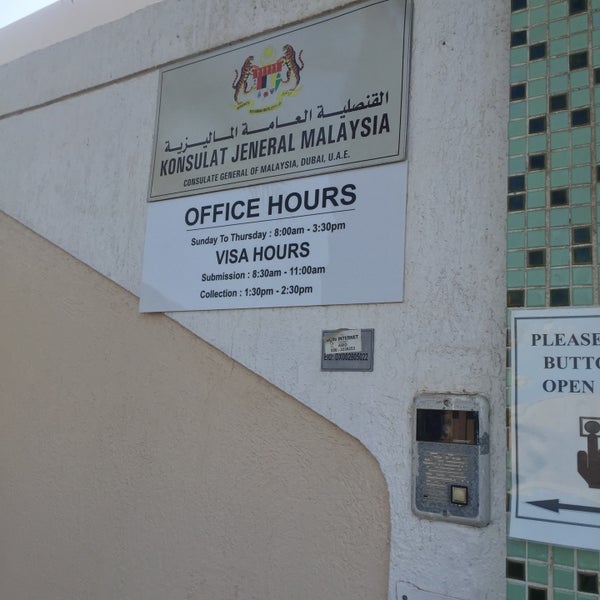 القنصلية العامة الماليزية
KONSULAT JENERAL MALAYSIA
CONSULATE GENERAL OF MALAYSIA, DUBAI, U.A.E.
OFFICE HOURS
Sunday To Thursday : 8:00am - 3:30pm
VISA HOURS
Submission : 8:30am - 11:00am
Collection : 1:30pm - 2:30pm
INTERNET
PLEASE
BUTTO
OPEN